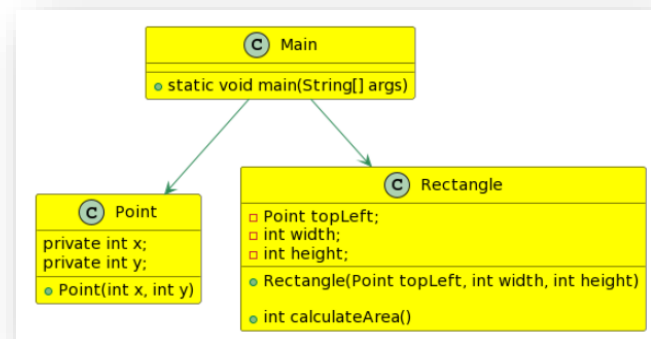 C Main
static void main(String[] args)
C Point
private int x;
private int y;
Point(int x, int y)
C Rectangle
Point topLeft;
int width;
int height;
Rectangle(Point topLeft, int width, int height)
int calculateArea()